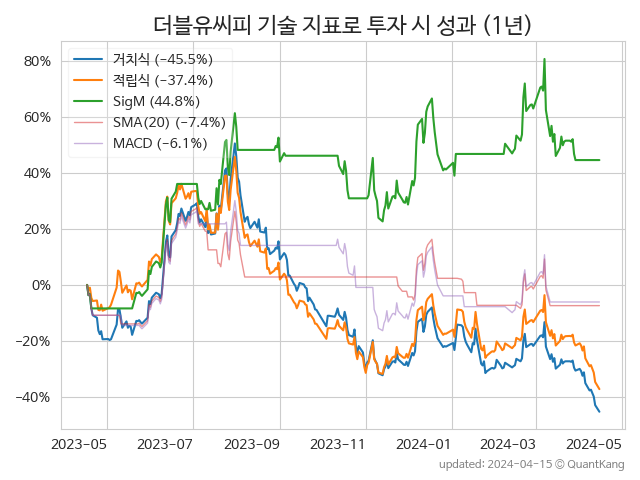 더블유씨피 기술 지표로 투자 시 성과 (1년)
80%
60%
40%
20%
0%
−20%
−40%
거치식 (−45.5%)
적립식 (−37.4%)
SigM (44.8%)
SMA(20) (−7.4%)
MACD (−6.1%)
2023-05 2023-07 2023-09 2023-11 2024-01 2024-03 2024-05
updated: 2024-04-15 © QuantKang